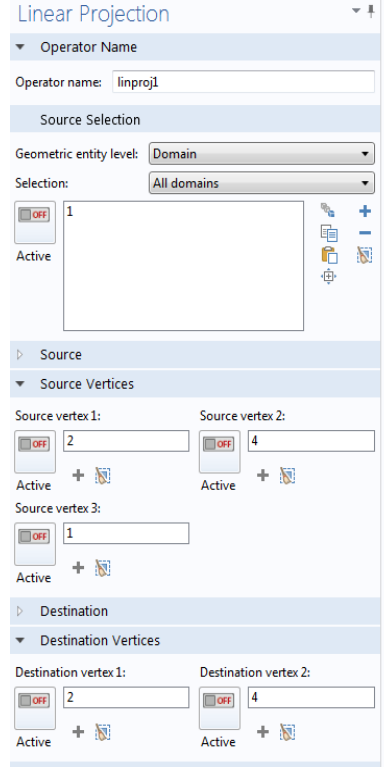 Linear Projection
Operator Name
Operator name: linproj1
Source Selection
Geometric entity level: Domain
Selection: All domains
OFF 1
Active
Source
Source Vertices
Source vertex 1: Source vertex 2:
OFF 2 OFF 4
Active Active
Source vertex 3:
OFF 1
Active
Destination
Destination Vertices
Destination vertex 1: Destination vertex 2:
OFF 2 OFF 4
Active Active